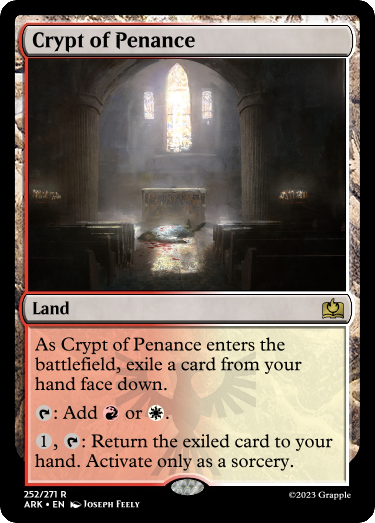 Crypt of Penance
Land
As Crypt of Penance enters the
battlefield, exile a card from your
hand face down.
: Add or .
1, : Return the exiled card to your
hand. Activate only as a sorcery.
252/271 R
ARK • EN Joseph Feely
©2023 Grapple